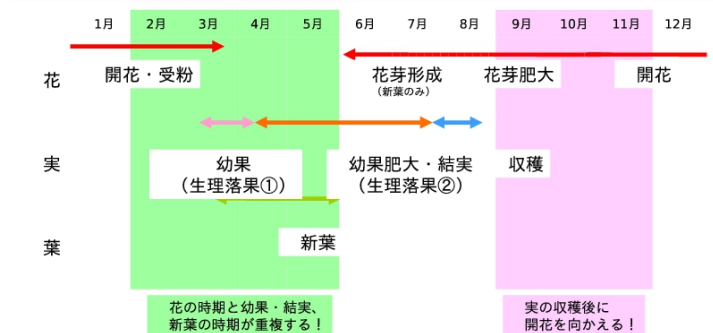 1月 2月 3月 4月 5月 6月 7月 8月 9月 10月 11月 12月
花 開花・受粉 花芽形成 花芽肥大 開花
(新葉のみ)
実 幼果 幼果肥大・結実 収穫
(生理落果①) (生理落果②)
葉 新葉
花の時期と幼果・結実、
新葉の時期が重複する!
実の収穫後に
開花を向かえる!